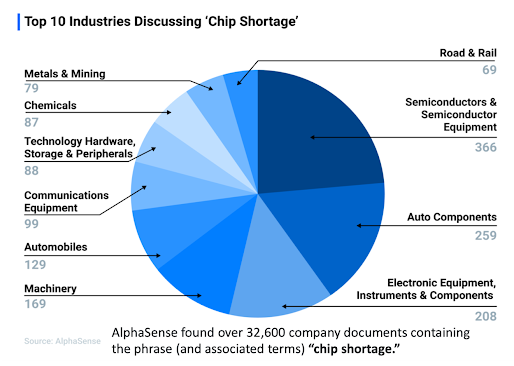 Top 10 Industries Discussing ‘Chip Shortage’
Road & Rail
69
Semiconductors &
Semiconductor
Equipment
366
Auto Components
259
Electronic Equipment,
Instruments & Components
208
Machinery
169
Automobiles
129
Communications
Equipment
99
Technology Hardware,
Storage & Peripherals
88
Chemicals
87
Metals & Mining
79
Source: AlphaSense
AlphaSense found over 32,600 company documents containing
the phrase (and associated terms) “chip shortage.”